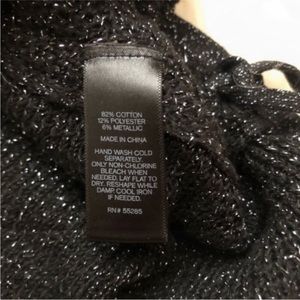 82% COTTON
12% POLYESTER
6% METALLIC
MADE IN CHINA
HAND WASH COLD
SEPARATELY.
ONLY NON-CHLORINE
BLEACH WHEN
NEEDED. LAY FLAT TO
DRY. RESHAPE WHILE
DAMP. COOL IRON
IF NEEDED.
RN# 55285